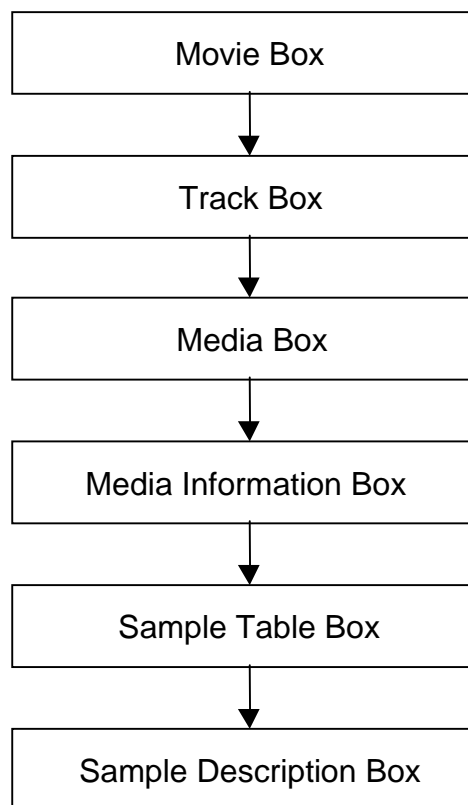 Movie Box
Track Box
Media Box
Media Information Box
Sample Table Box
Sample Description Box